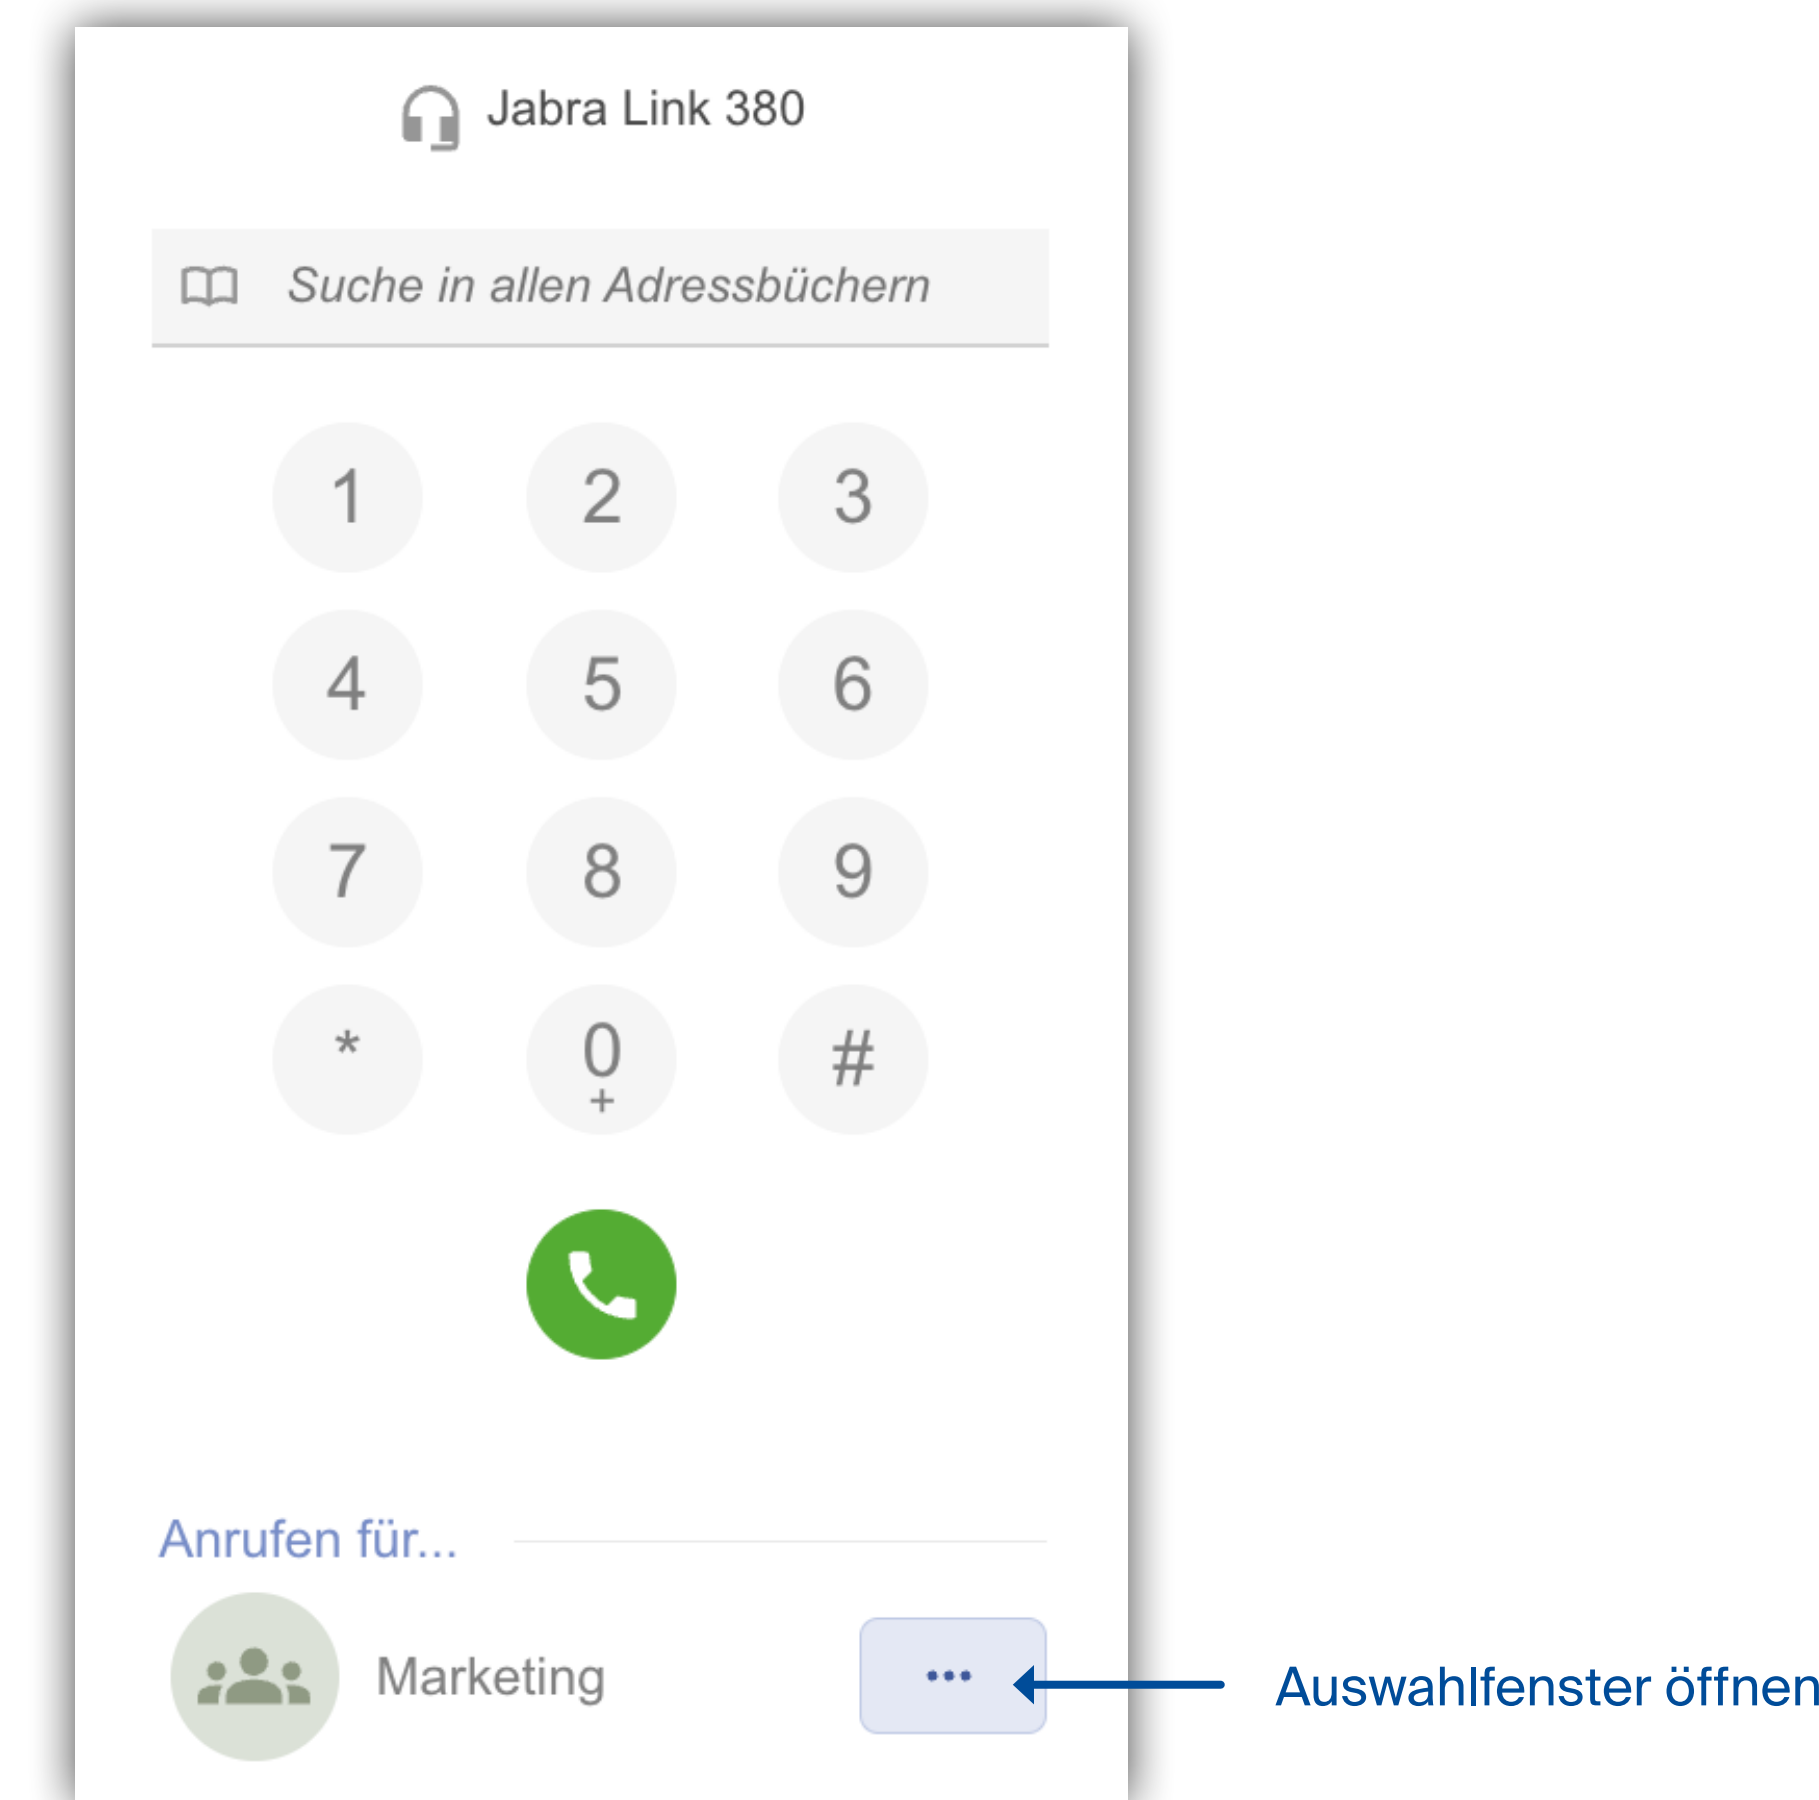 Jabra Link 380
Suche in allen Adressbüchern
1 2 3
4 5 6
7 8 9
* 0 #
+
Anrufen für...
Marketing ...
Auswahlfenster öffnen